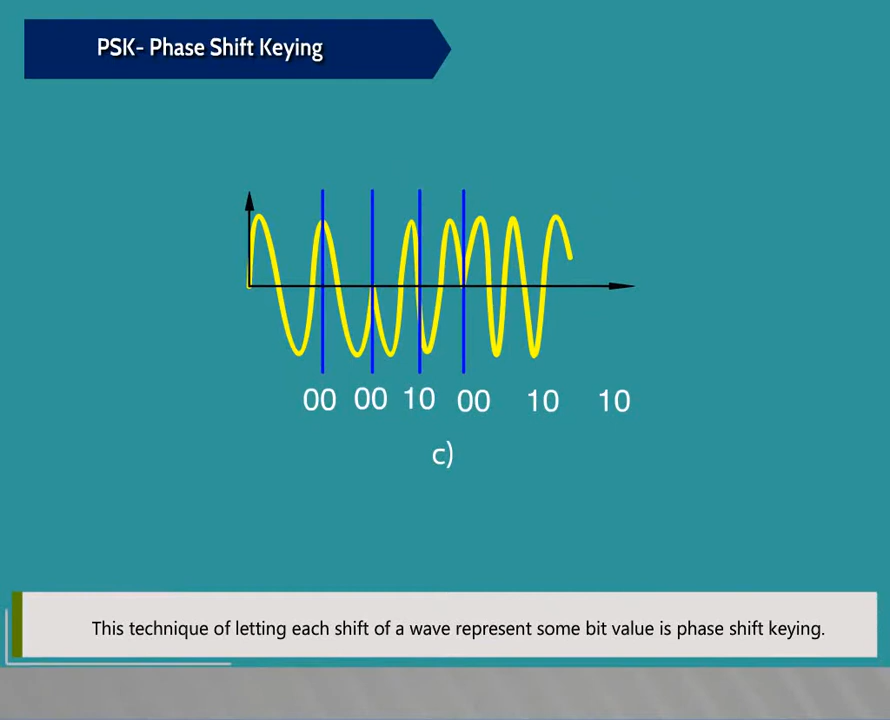 PSK- Phase Shift Keying
00 00 10 00 10 10
c)
This technique of letting each shift of a wave represent some bit value is phase shift keying.